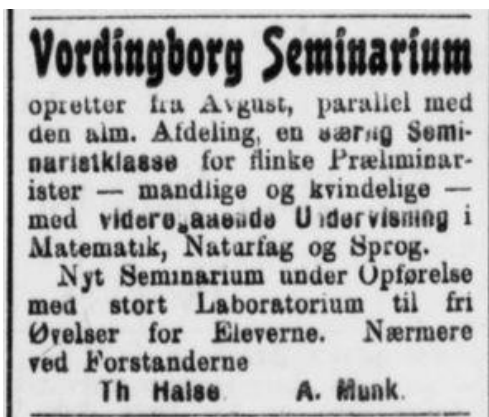 Vordingborg Seminarium
opretter fra Avgust, parallel med
den alm. Afdeling, en særlig Semi-
naristklasse for flinke Præliminar-
ister — mandlige og kvindelige —
med videregaaende Undervisning i
Matematik, Naturfag og Sprog.
Nyt Seminarium under Opførelse
med stort Laboratorium til fri
Øvelser for Eleverne. Nærmere
ved Forstanderne
Th Halse. A. Munk.